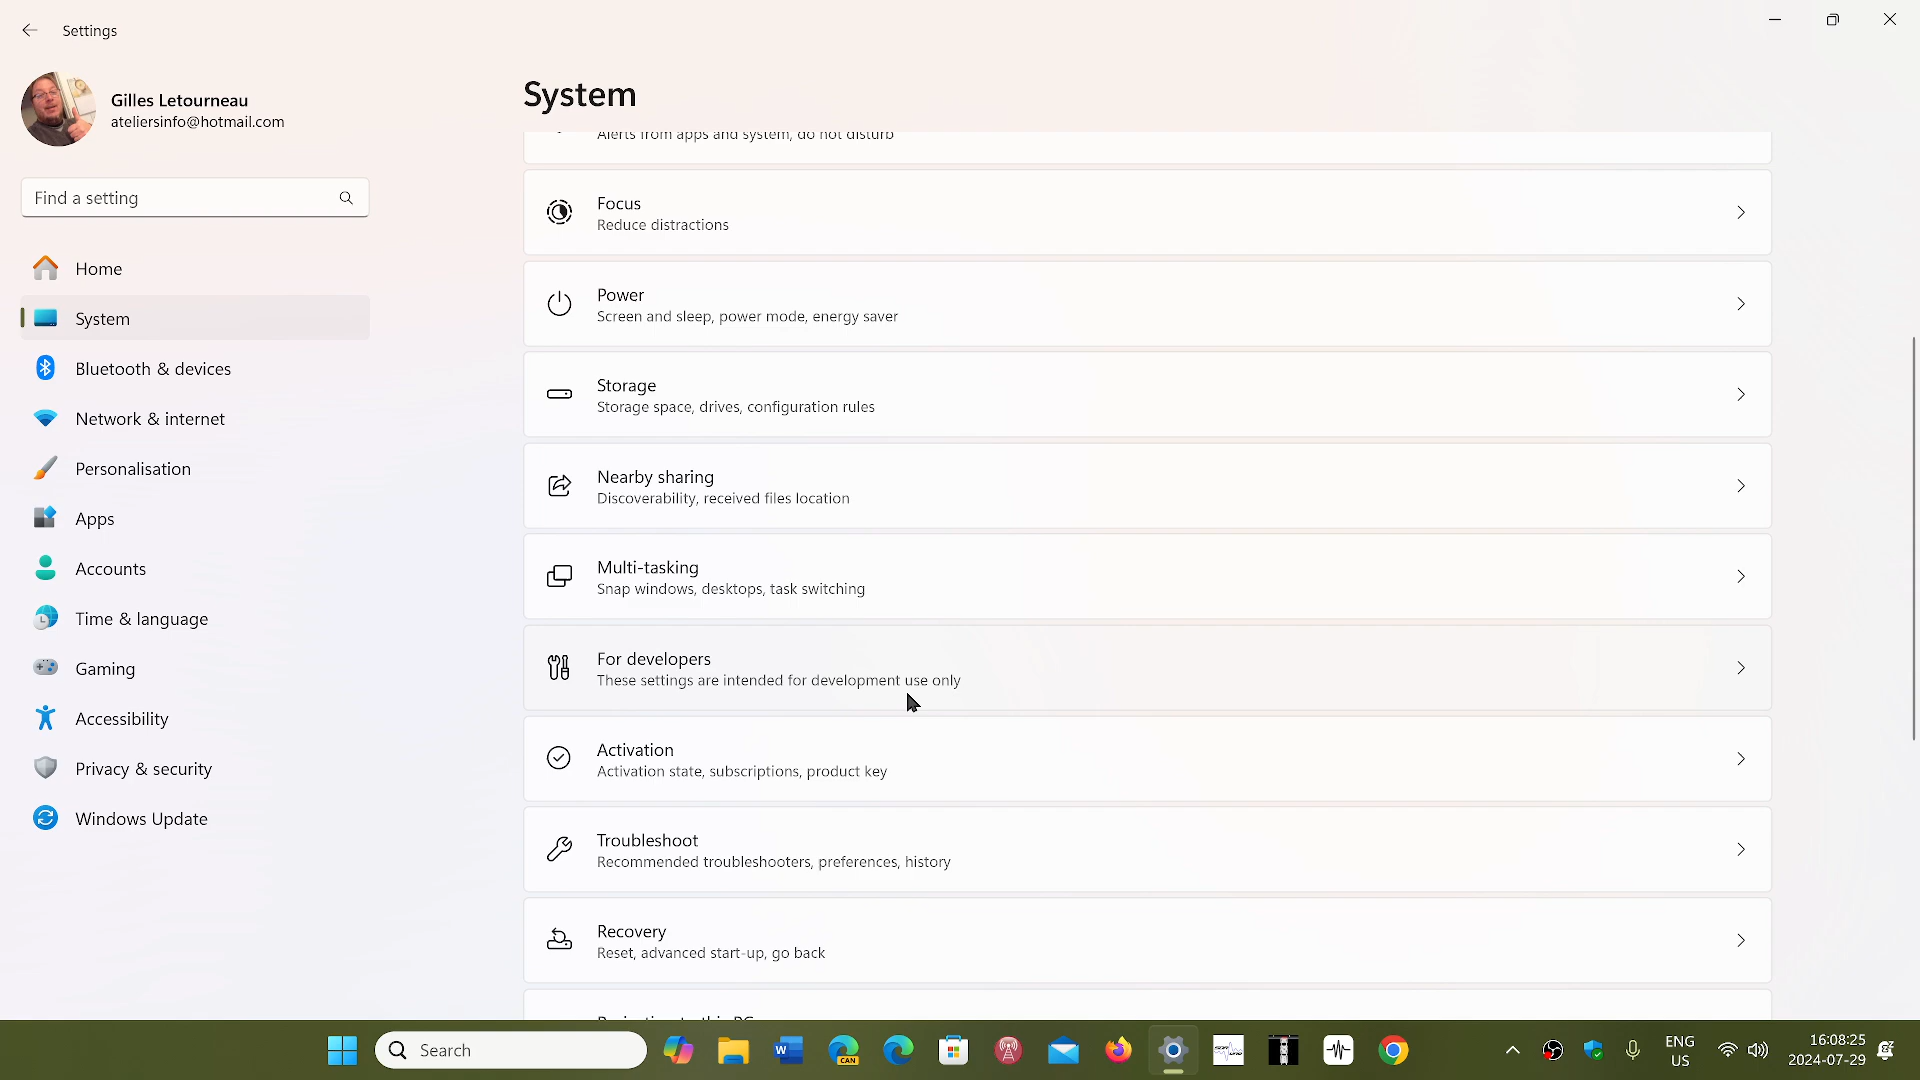 Settings
Gilles Letourneau
ateliersinfo@hotmail.com
Find a setting
Home
System
Bluetooth & devices
Network & internet
Personalisation
Apps
Accounts
Time & language
Gaming
Accessibility
Privacy & security
Windows Update
System
Alerts from apps and system, do not disturb
Focus
Reduce distractions
Power
Screen and sleep, power mode, energy saver
Storage
Storage space, drives, configuration rules
Nearby sharing
Discoverability, received files location
Multi-tasking
Snap windows, desktops, task switching
For developers
These settings are intended for development use only
Activation
Activation state, subscriptions, product key
Troubleshoot
Recommended troubleshooters, preferences, history
Recovery
Reset, advanced start-up, go back
Search
W
CAN
ENG
US
16:08:25
2024-07-29